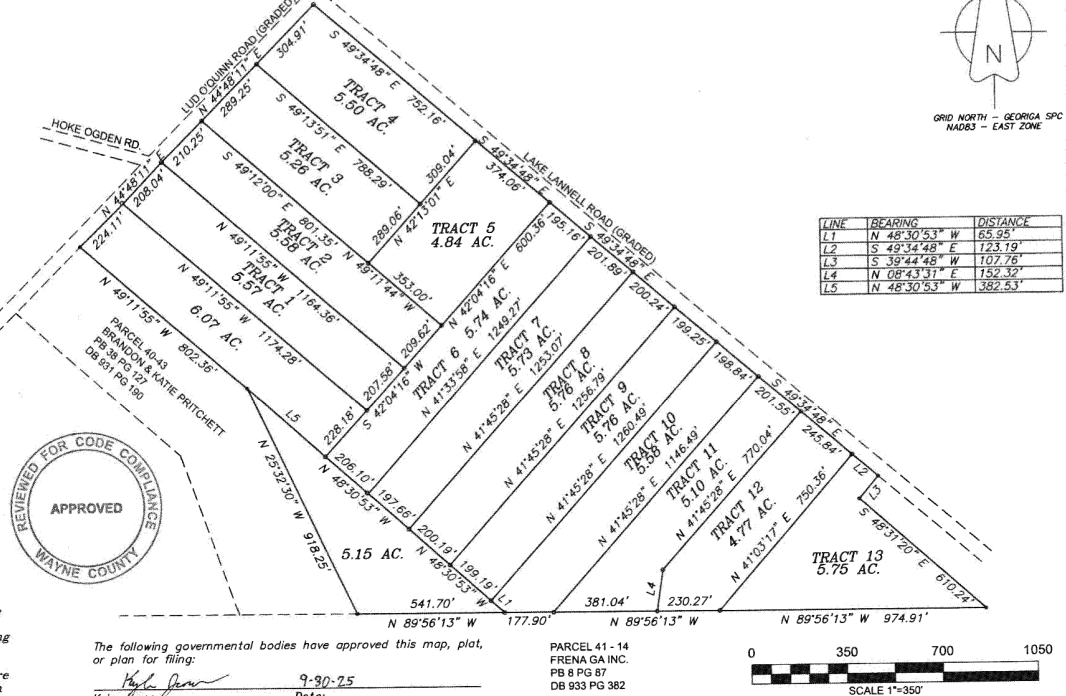 LUD O'QUINN ROAD (GRADED)
HOKE OGDEN RD.
LAKE LANNELL ROAD (GRADED)
N
GRID NORTH - GEORIGA SPC
NAD83 - EAST ZONE
LINE BEARING DISTANCE
L1 N 48°30'53" W 65.95'
L2 S 49°34'48" E 123.19'
L3 S 39°44'48" W 107.76'
L4 N 08°43'31" E 152.32'
L5 N 48°30'53" W 382.53'
304.91'
N 44°48'11" E
289.25'
210.25'
N 44°48'11" E
208.04'
224.11'
S 49°34'48" E 752.16'
TRACT 4
5.50 AC.
S 49°13'51" E 788.29'
TRACT 3
5.26 AC.
309.04'
289.06'
N 42°13'01" E
S 49°12'00" E 801.35'
TRACT 2
5.58 AC.
N 49°11'44" W
353.00'
N 49°11'55" W 1164.36'
TRACT 1
5.57 AC.
N 49°11'55" W 1174.28'
6.07 AC.
N 49°11'55" W 802.36'
PARCEL 40-43
BRANDON & KATIE PRITCHETT
PB 38 PG 127
DB 931 PG 190
S 49°34'48" E
374.06'
TRACT 5
4.84 AC.
N 42°04'16" E 600.36'
195.16'
S 49°34'48" E
201.89'
200.24'
199.25'
198.84'
S 49°34'48" E
201.55'
245.84'
L2
L3
209.62'
207.58'
S 42°04'16" W
228.18'
TRACT 6 5.74 AC.
N 41°33'58" E 1249.27'
TRACT 7
5.73 AC.
N 41°45'28" E 1253.07'
TRACT 8
5.76 AC.
N 41°45'28" E 1256.79'
TRACT 9
5.76 AC.
N 41°45'28" E 1260.49'
TRACT 10
5.58 AC.
N 41°45'28" E 1146.49'
TRACT 11
5.10 AC.
N 41°45'28" E 770.04'
TRACT 12
4.77 AC.
N 41°03'17" E 750.36'
TRACT 13
5.75 AC.
S 48°31'20" E 610.24'
L5
206.10'
N 48°30'53" W
197.66'
200.19'
N 48°30'53" W
199.19'
L1
L4
N 25°32'30" W 918.25'
5.15 AC.
541.70'
N 89°56'13" W
177.90'
381.04'
N 89°56'13" W
230.27'
N 89°56'13" W 974.91'
REVIEWED FOR CODE COMPLIANCE
APPROVED
WAYNE COUNTY
The following governmental bodies have approved this map, plat,
or plan for filing:
9-30-25
PARCEL 41 - 14
FRENA GA INC.
PB 8 PG 87
DB 933 PG 382
0 350 700 1050
SCALE 1"=350'